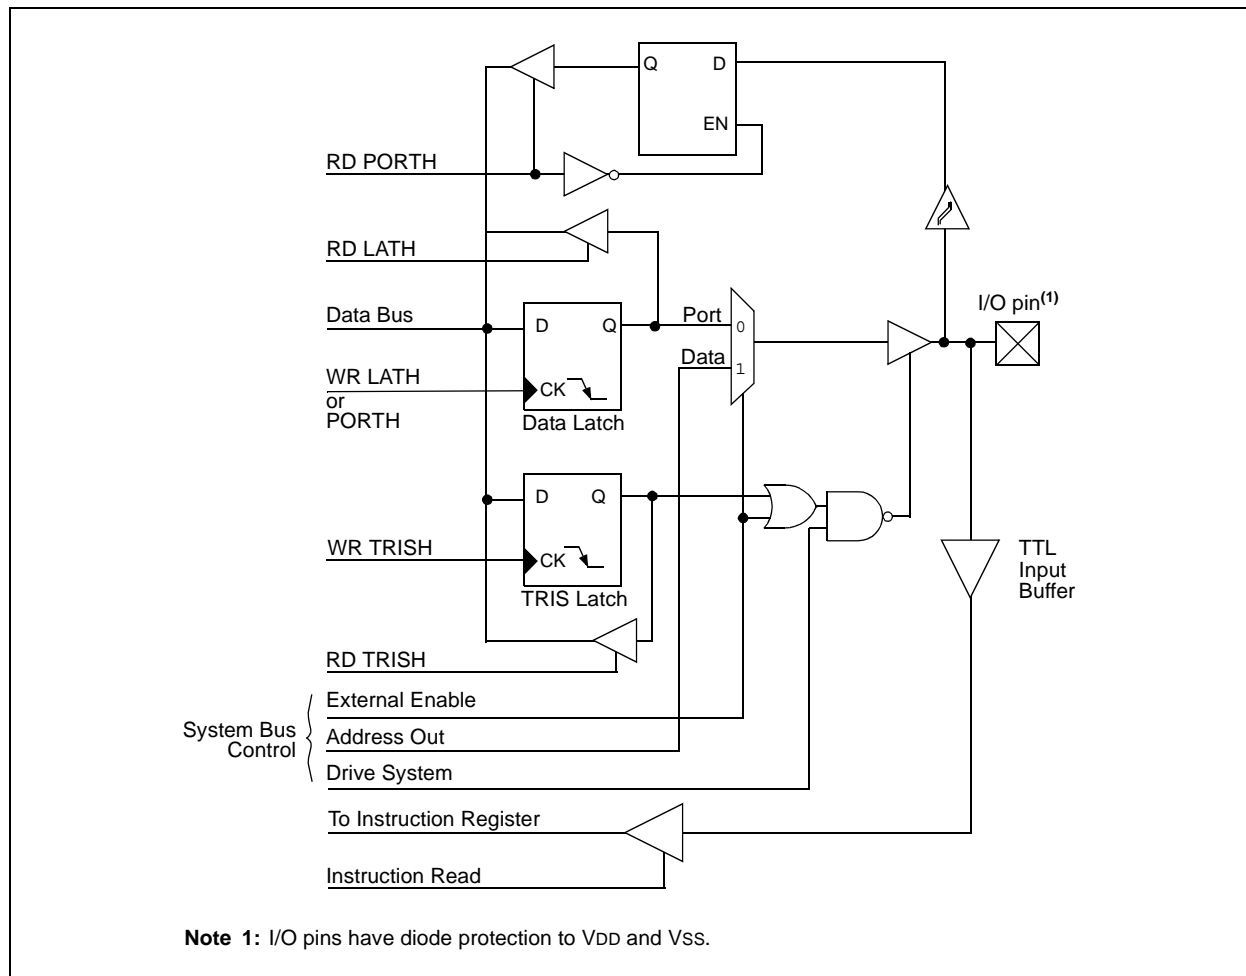 Q D
EN
RD PORTH
RD LATH
I/O pin(1)
Data Bus
D Q
Port
0
Data
1
WR LATH
or
PORTH
CK
Data Latch
D Q
WR TRISH
CK
TRIS Latch
TTL
Input
Buffer
RD TRISH
External Enable
System Bus
Control
Address Out
Drive System
To Instruction Register
Instruction Read
Note 1: I/O pins have diode protection to VDD and VSS.